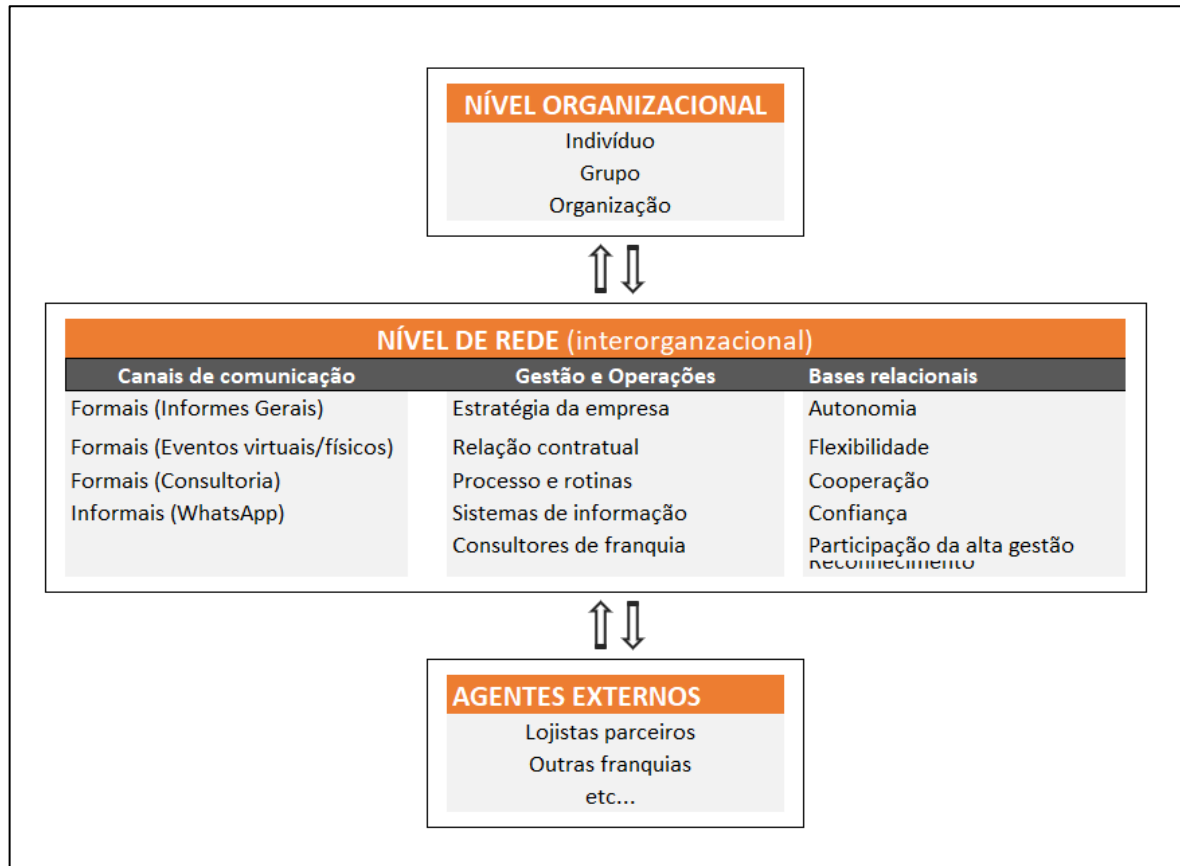 NÍVEL ORGANIZACIONAL
Indivíduo
Grupo
Organização
NÍVEL DE REDE (interorganzacional)
Canais de comunicação Gestão e Operações Bases relacionais
Formais (Informes Gerais) Estratégia da empresa Autonomia
Formais (Eventos virtuais/físicos) Relação contratual Flexibilidade
Formais (Consultoria) Processo e rotinas Cooperação
Informais (WhatsApp) Sistemas de informação Confiança
Consultores de franquia Participação da alta gestão
Reconhecimento
AGENTES EXTERNOS
Lojistas parceiros
Outras franquias
etc...